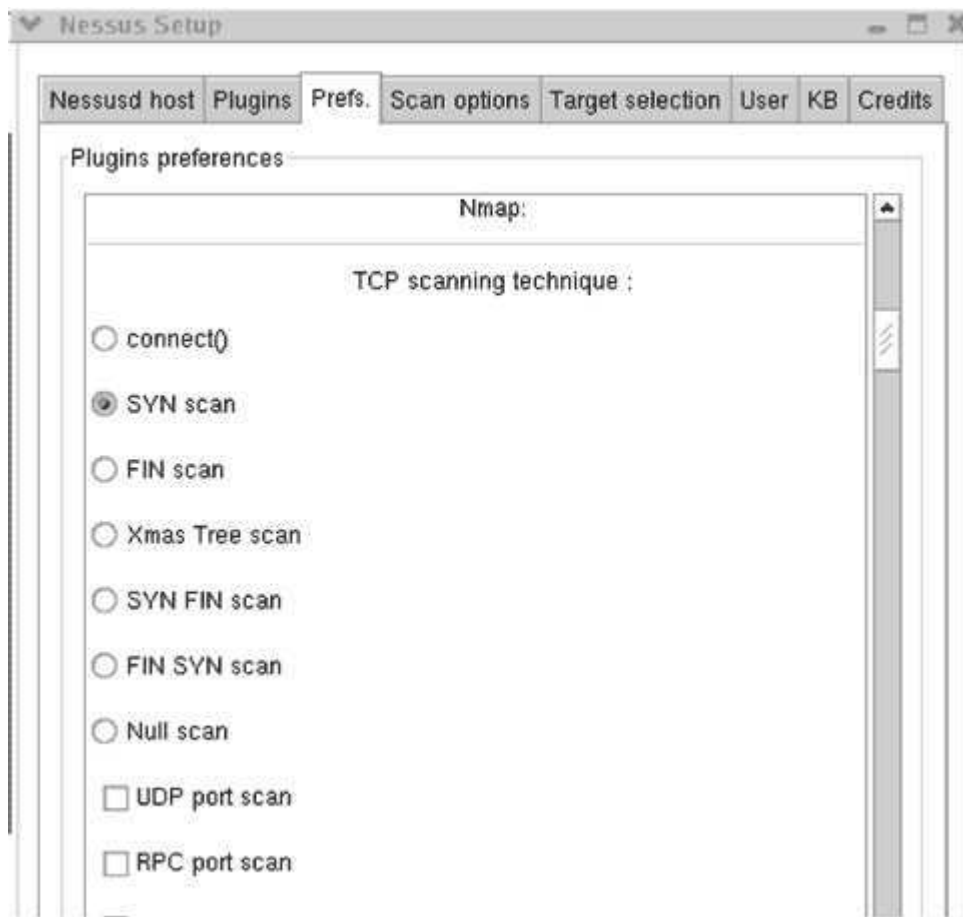 Nessus Setup
Nessusd host Plugins Prefs. Scan options Target selection User KB Credits
Plugins preferences
Nmap:
TCP scanning technique :
connect()
SYN scan
FIN scan
Xmas Tree scan
SYN FIN scan
FIN SYN scan
Null scan
UDP port scan
RPC port scan